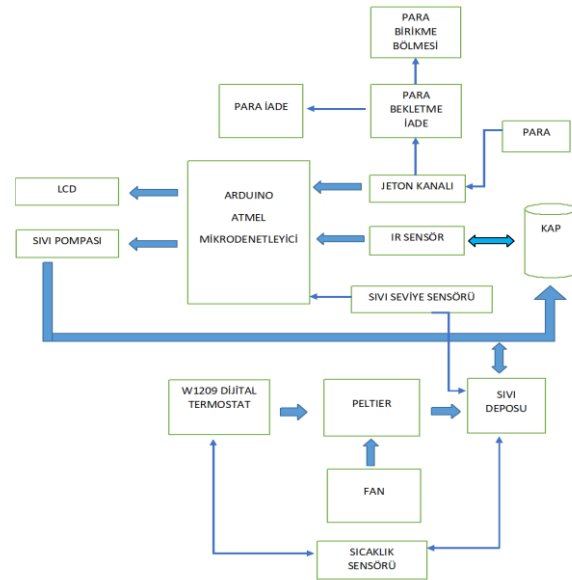 PARA
BİRİKME
BÖLMESİ
PARA İADE
PARA
BEKLETME
İADE
PARA
LCD
ARDUINO
ATMEL
MİKRODENETLEYİCİ
JETON KANALI
SIVI POMPASI
IR SENSÖR
KAP
SIVI SEVİYE SENSÖRÜ
W1209 DİJİTAL
TERMOSTAT
PELTIER
SIVI
DEPOSU
FAN
SICAKLIK
SENSÖRÜ